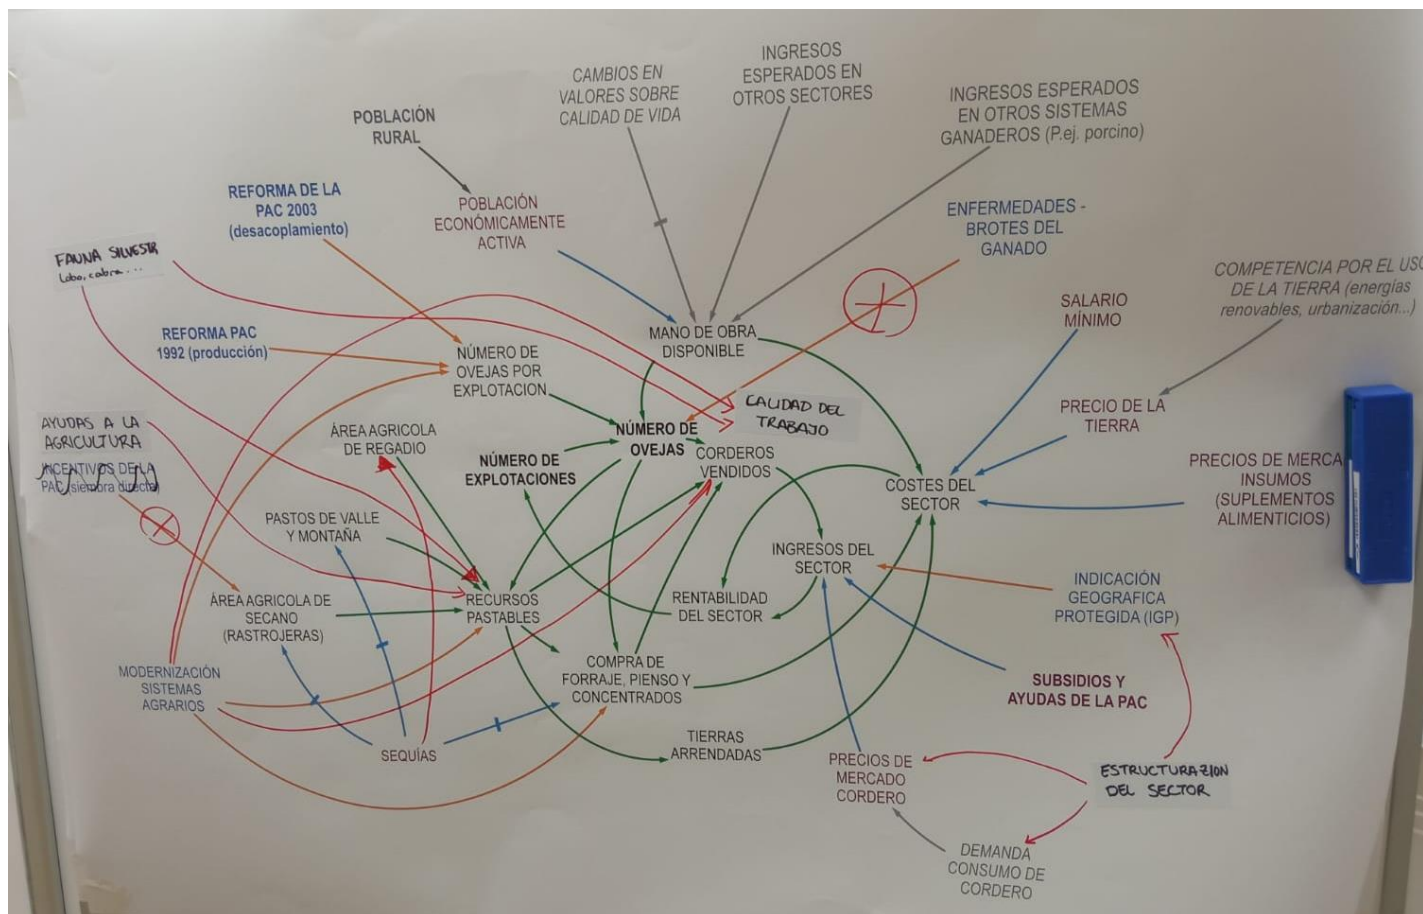 CAMBIOS EN
VALORES SOBRE
CALIDAD DE VIDA
INGRESOS
ESPERADOS EN
OTROS SECTORES
INGRESOS ESPERADOS
EN OTROS SISTEMAS
GANADEROS (P.ej. porcino)
POBLACIÓN
RURAL
REFORMA DE LA
PAC 2003
(desacoplamiento)
POBLACIÓN
ECONÓMICAMENTE
ACTIVA
ENFERMEDADES -
BROTES DEL
GANADO
FAUNA SILVESTR
Lobo, cabra...
COMPETENCIA POR EL USO
DE LA TIERRA (energías
renovables, urbanización...)
SALARIO
MÍNIMO
REFORMA PAC
1992 (producción)
NÚMERO DE
OVEJAS POR
EXPLOTACION
MANO DE OBRA
DISPONIBLE
CALIDAD DEL
TRABAJO
PRECIO DE LA
TIERRA
AYUDAS A LA
AGRICULTURA
INCENTIVOS DE LA
PAC (siembra directa)
ÁREA AGRICOLA
DE REGADIO
NÚMERO DE
OVEJAS
NÚMERO DE
EXPLOTACIONES
CORDEROS
VENDIDOS
COSTES DEL
SECTOR
PRECIOS DE MERCA
INSUMOS
(SUPLEMENTOS
ALIMENTICIOS)
PASTOS DE VALLE
Y MONTAÑA
INGRESOS DEL
SECTOR
ÁREA AGRICOLA DE
SECANO
(RASTROJERAS)
RECURSOS
PASTABLES
RENTABILIDAD
DEL SECTOR
INDICACIÓN
GEOGRAFICA
PROTEGIDA (IGP)
MODERNIZACIÓN
SISTEMAS
AGRARIOS
COMPRA DE
FORRAJE, PIENSO Y
CONCENTRADOS
SUBSIDIOS Y
AYUDAS DE LA PAC
SEQUÍAS
TIERRAS
ARRENDADAS
PRECIOS DE
MERCADO
CORDERO
ESTRUCTURAZION
DEL SECTOR
DEMANDA
CONSUMO DE
CORDERO